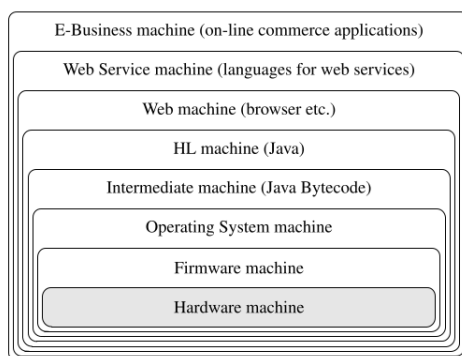 E-Business machine (on-line commerce applications)
Web Service machine (languages for web services)
Web machine (browser etc.)
HL machine (Java)
Intermediate machine (Java Bytecode)
Operating System machine
Firmware machine
Hardware machine